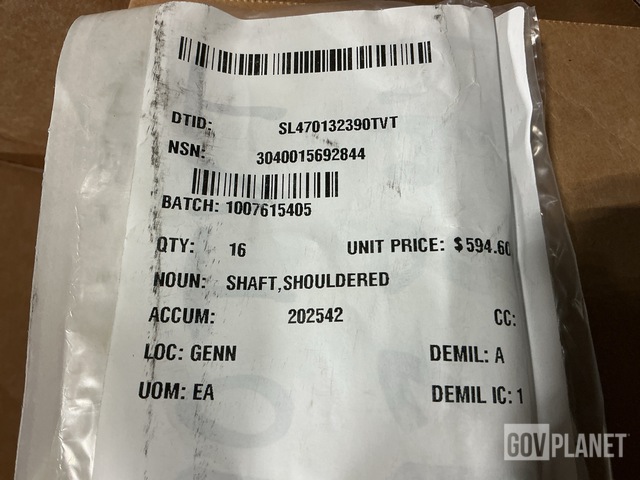 DTID: SL470132390TVT
NSN: 3040015692844
BATCH: 1007615405
QTY: 16 UNIT PRICE: $594.60
NOUN: SHAFT,SHOULDERED
ACCUM: 202542 CC:
LOC: GENN DEMIL: A
UOM: EA DEMIL IC: 1
GOVPLANET